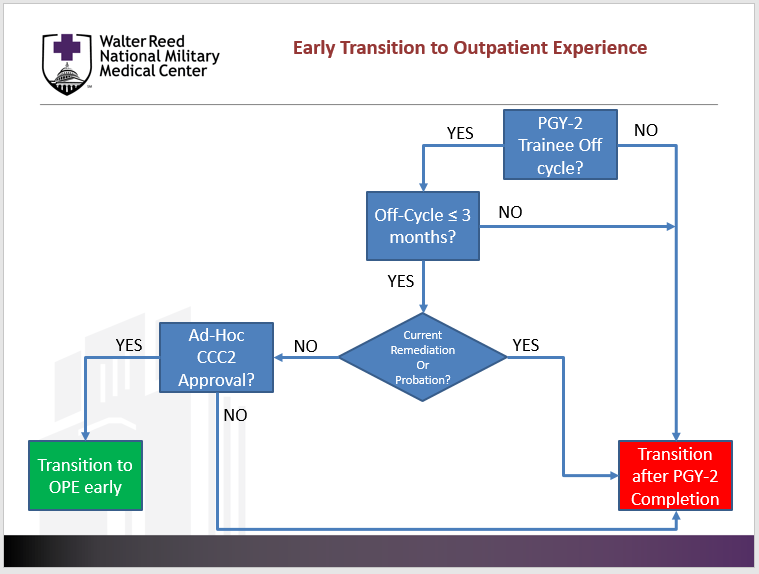 Walter Reed
National Military
Medical Center
Early Transition to Outpatient Experience
PGY-2
Trainee Off
cycle?
YES
NO
Off-Cycle ≤ 3
months?
NO
YES
Current
Remediation
Or
Probation?
NO
YES
Ad-Hoc
CCC2
Approval?
YES
NO
Transition to
OPE early
Transition
after PGY-2
Completion